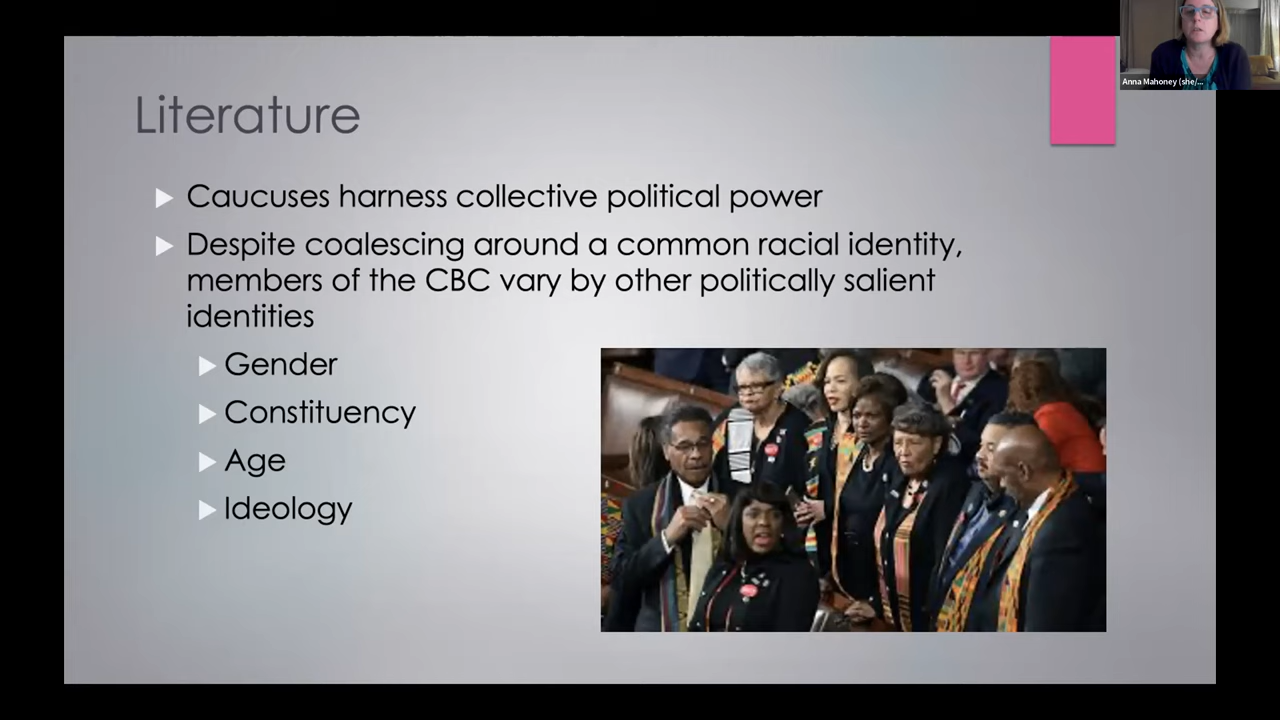 Anna Mahoney (she/...
Literature
Caucuses harness collective political power
Despite coalescing around a common racial identity,
members of the CBC vary by other politically salient
identities
Gender
Constituency
Age
Ideology